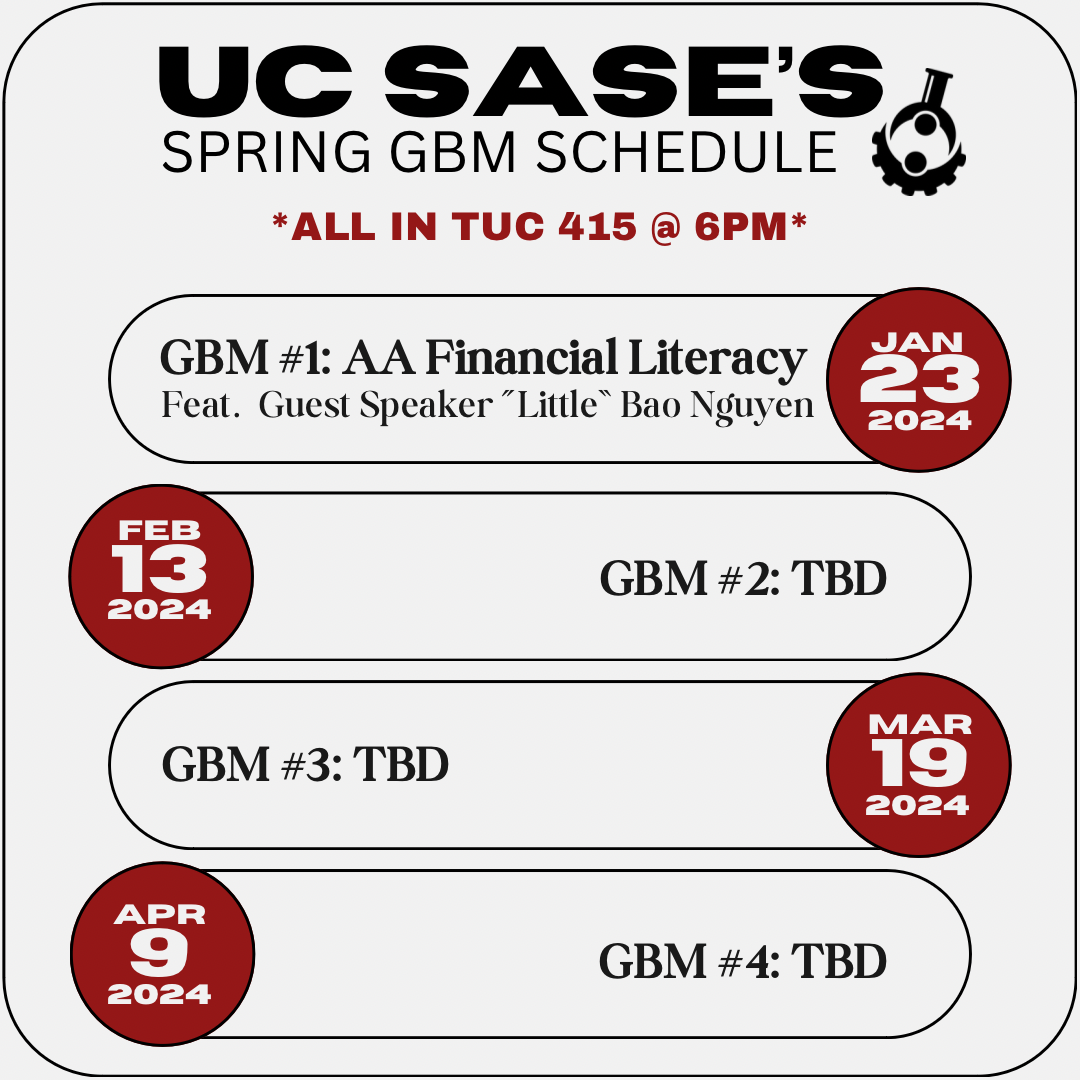 UC SASE'S
SPRING GBM SCHEDULE
*ALL IN TUC 415 @ 6PM*
GBM #1: AA Financial Literacy
Feat. Guest Speaker "Little" Bao Nguyen
JAN
23
2024
FEB
13
2024
GBM #2: TBD
GBM #3: TBD
MAR
19
2024
APR
9
2024
GBM #4: TBD